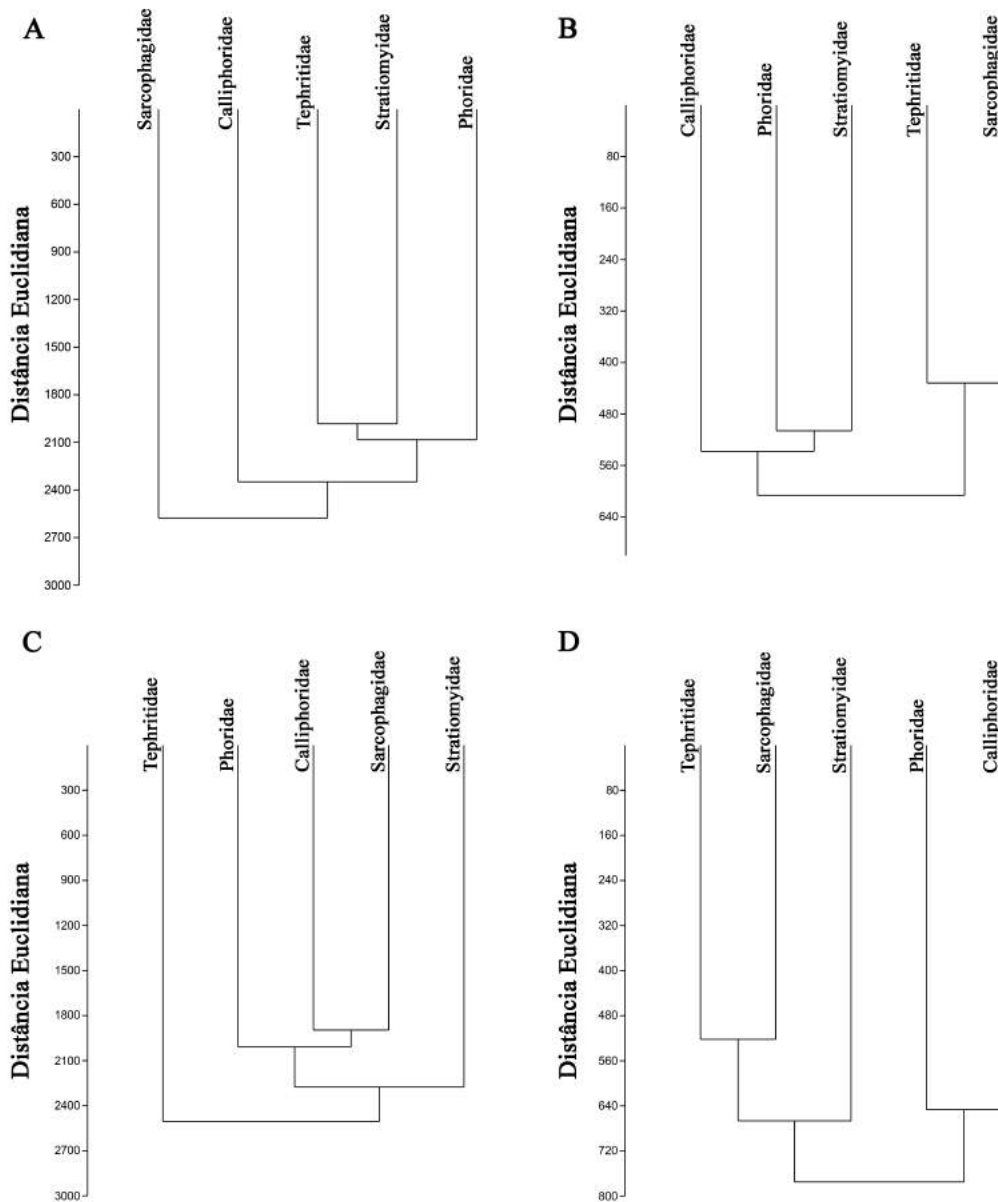 A
Sarcophagidae
Calliphoridae
Tephritidae
Stratiomyidae
Phoridae
Distância Euclidiana
300
600
900
1200
1500
1800
2100
2400
2700
3000
B
Calliphoridae
Phoridae
Stratiomyidae
Tephritidae
Sarcophagidae
Distância Euclidiana
80
160
240
320
400
480
560
640
C
Tephritidae
Phoridae
Calliphoridae
Sarcophagidae
Stratiomyidae
Distância Euclidiana
300
600
900
1200
1500
1800
2100
2400
2700
3000
D
Tephritidae
Sarcophagidae
Stratiomyidae
Phoridae
Calliphoridae
Distância Euclidiana
80
160
240
320
400
480
560
640
720
800